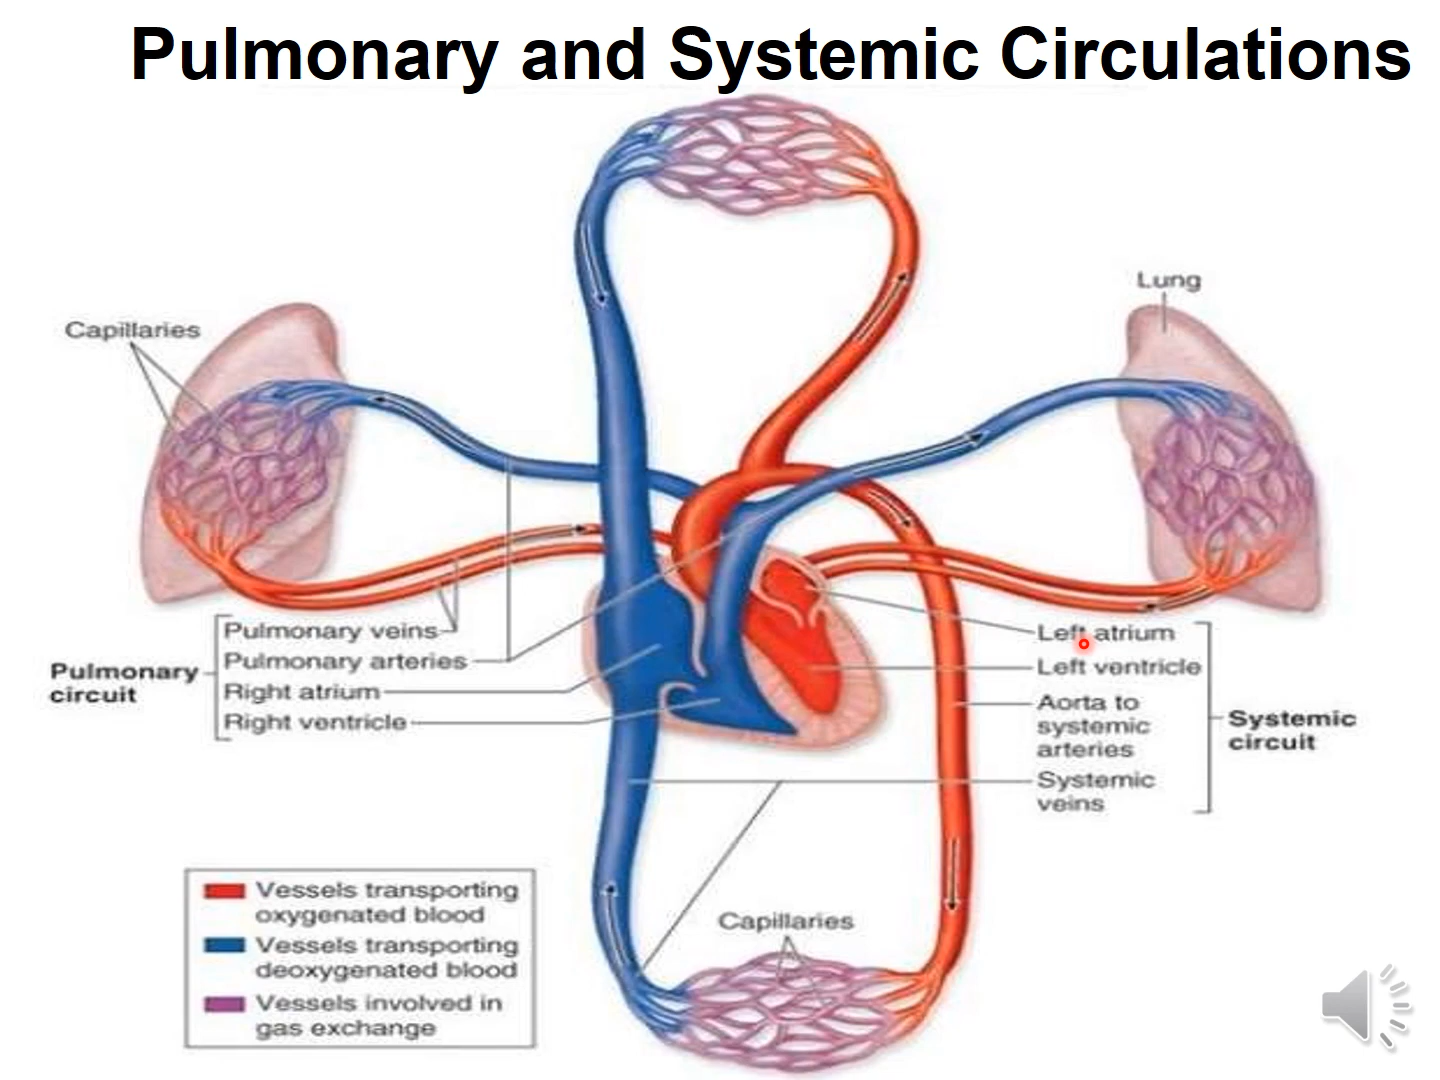 Pulmonary and Systemic Circulations
Lung
Capillaries
Pulmonary veins
Pulmonary arteries
Right atrium
Right ventricle
Pulmonary
circuit
Left atrium
Left ventricle
Aorta to
systemic
arteries
Systemic
veins
Systemic
circuit
Vessels transporting
oxygenated blood
Vessels transporting
deoxygenated blood
Vessels involved in
gas exchange
Capillaries